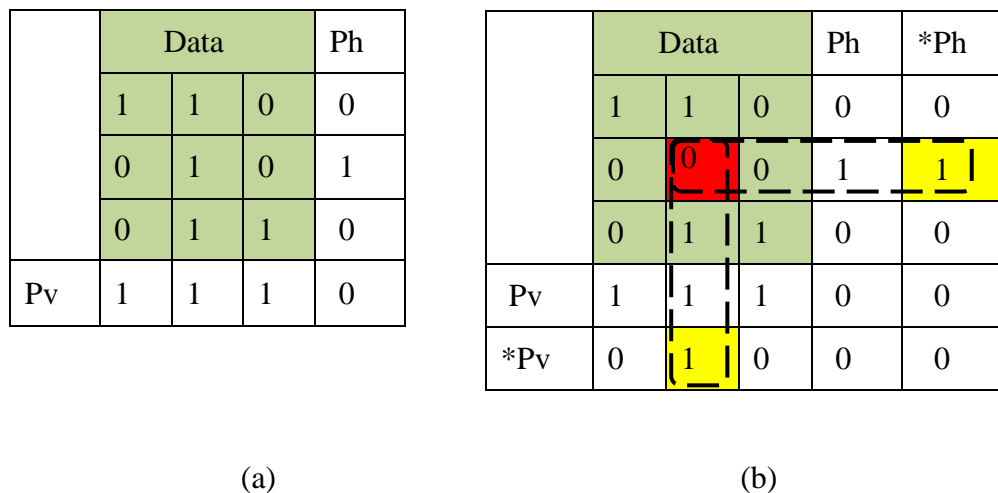 Data Ph
1 1 0 0
0 1 0 1
0 1 1 0
Pv 1 1 1 0
(a)
Data Ph *Ph
1 1 0 0 0
0 0 0 1 1
0 1 1 0 0
Pv 1 1 1 0 0
*Pv 0 1 0 0 0
(b)